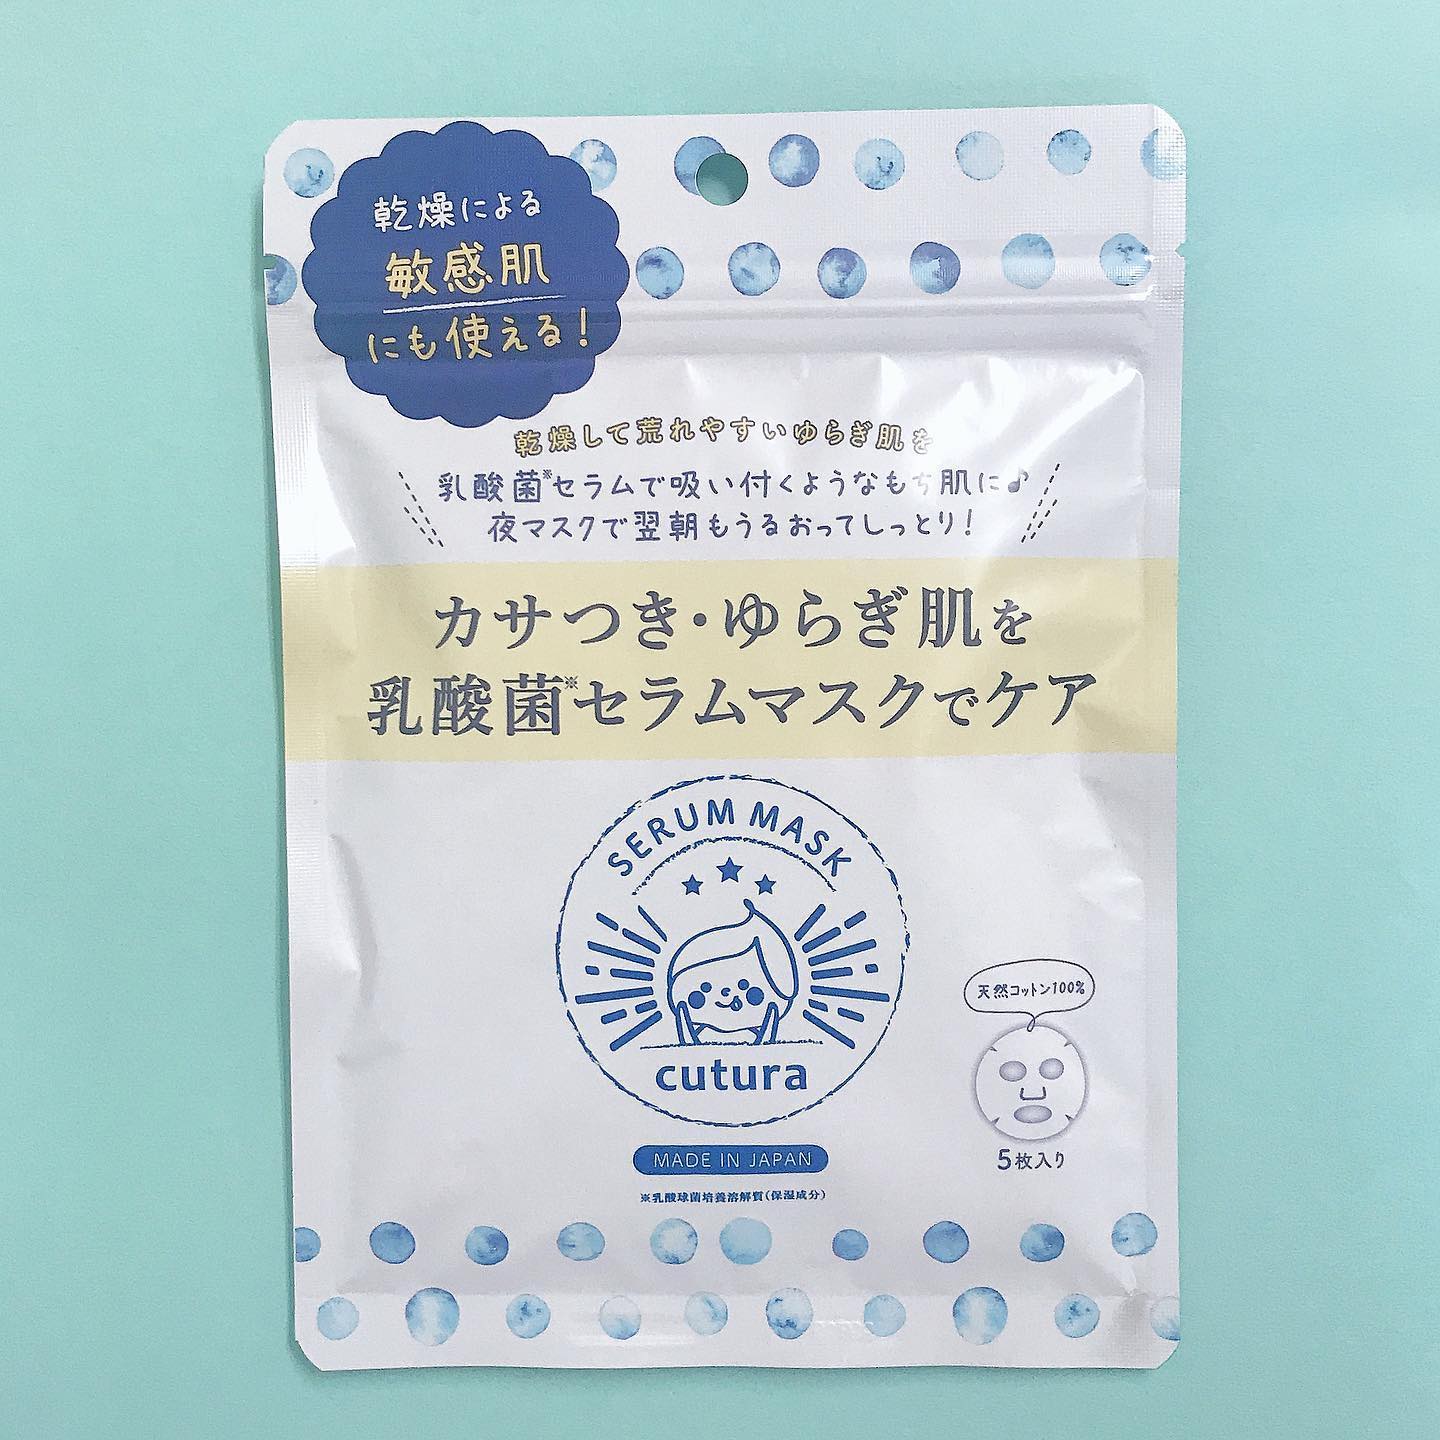 乾燥による
敏感肌
にも使える!
乾燥して荒れやすいゆらぎ肌を
乳酸菌※セラムで吸い付くようなもち肌に♪
夜マスクで翌朝もうるおってしっとり!
カサつき・ゆらぎ肌を
乳酸菌※セラムマスクでケア
SERUM MASK
cutura
天然コットン100%
5枚入り
MADE IN JAPAN
※乳酸球菌培養溶解質(保湿成分)